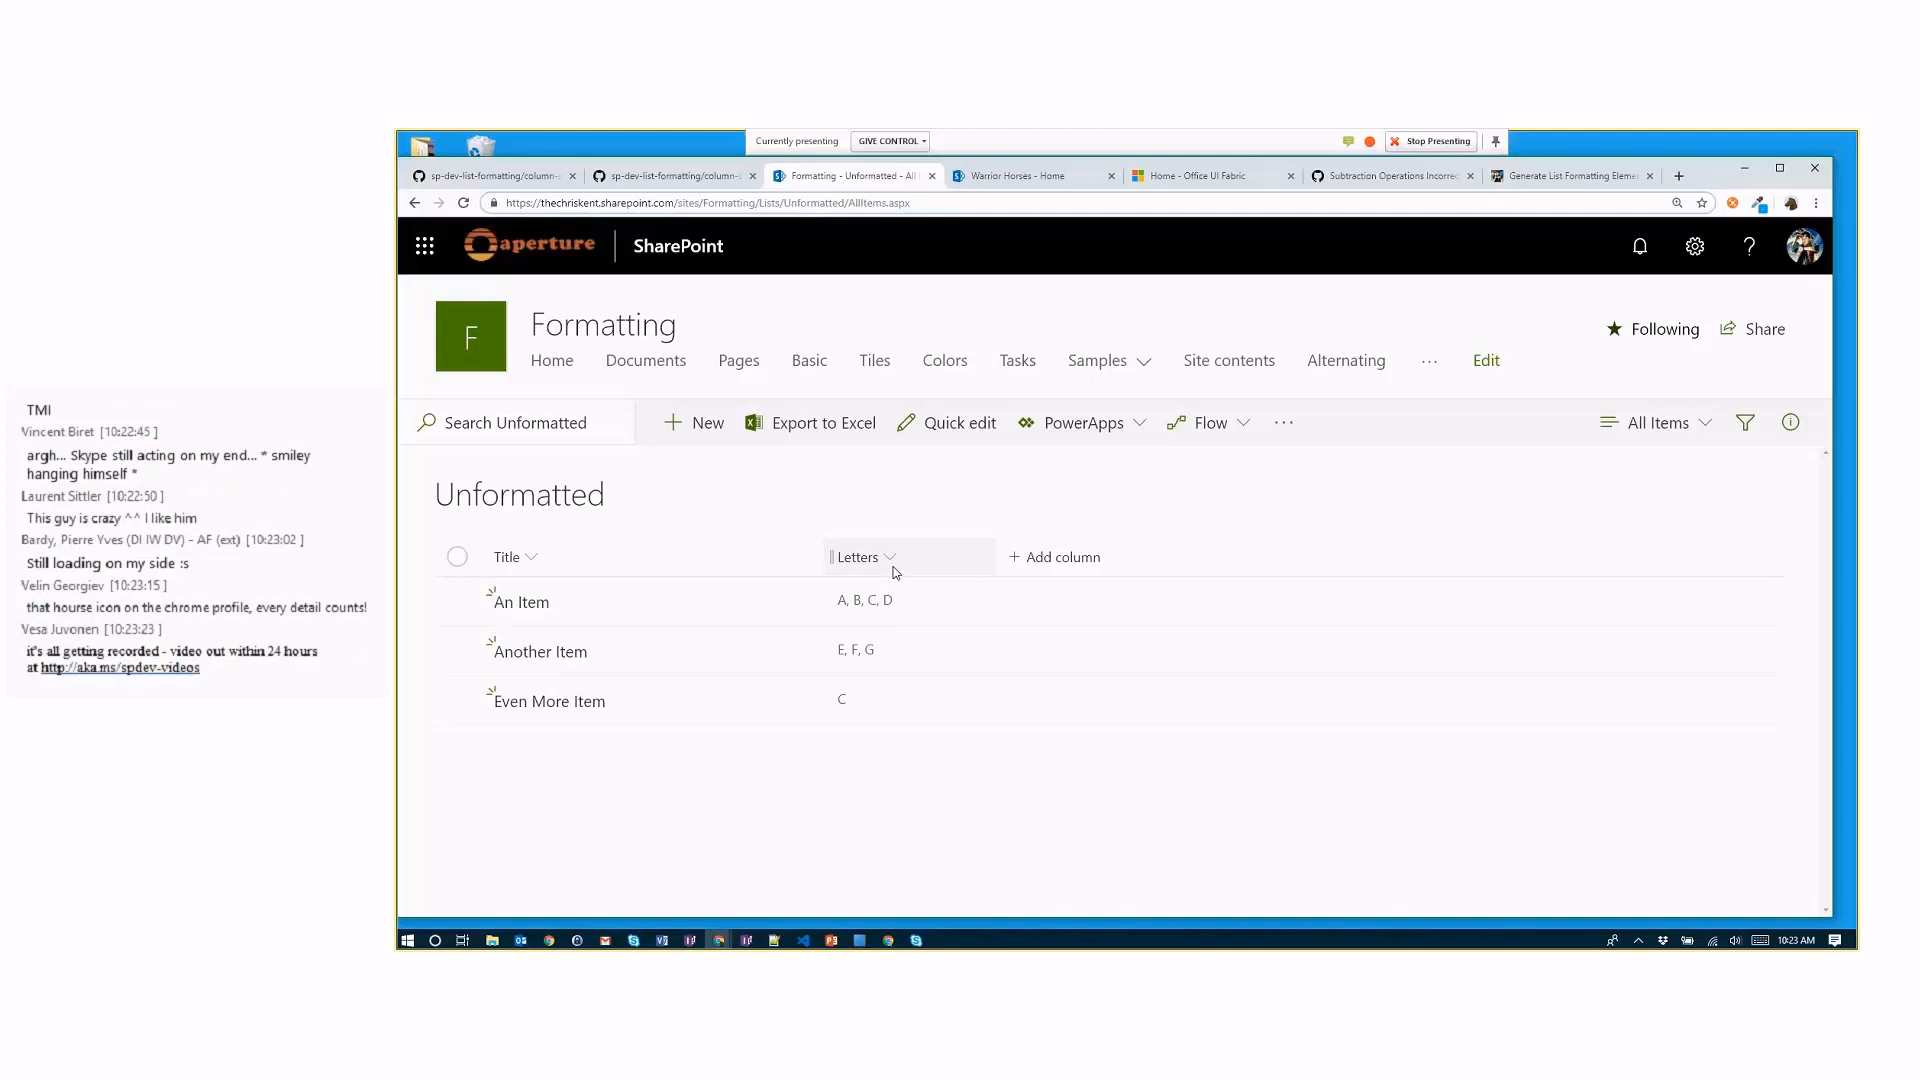 Currently presenting
GIVE CONTROL
Stop Presenting
sp-dev-list-formatting/column-
sp-dev-list-formatting/column-
Formatting - Unformatted - All
Warrior Horses - Home
Home - Office UI Fabric
Subtraction Operations Incorrec
Generate List Formatting Eleme
https://thechriskent.sharepoint.com/sites/Formatting/Lists/Unformatted/AllItems.aspx
aperture
SharePoint
F
Formatting
Following
Share
Home
Documents
Pages
Basic
Tiles
Colors
Tasks
Samples
Site contents
Alternating
...
Edit
Search Unformatted
New
Export to Excel
Quick edit
PowerApps
Flow
...
All Items
Unformatted
Title
Letters
+ Add column
An Item
A, B, C, D
Another Item
E, F, G
Even More Item
C
10:23 AM
TMI
Vincent Biret [10:22:45 ]
argh... Skype still acting on my end... * smiley
hanging himself *
Laurent Sittler [10:22:50 ]
This guy is crazy ^^ I like him
Bardy, Pierre Yves (DI IW DV) - AF (ext) [10:23:02 ]
Still loading on my side :s
Velin Georgiev [10:23:15 ]
that hourse icon on the chrome profile, every detail counts!
Vesa Juvonen [10:23:23 ]
it's all getting recorded - video out within 24 hours
at http://aka.ms/spdev-videos